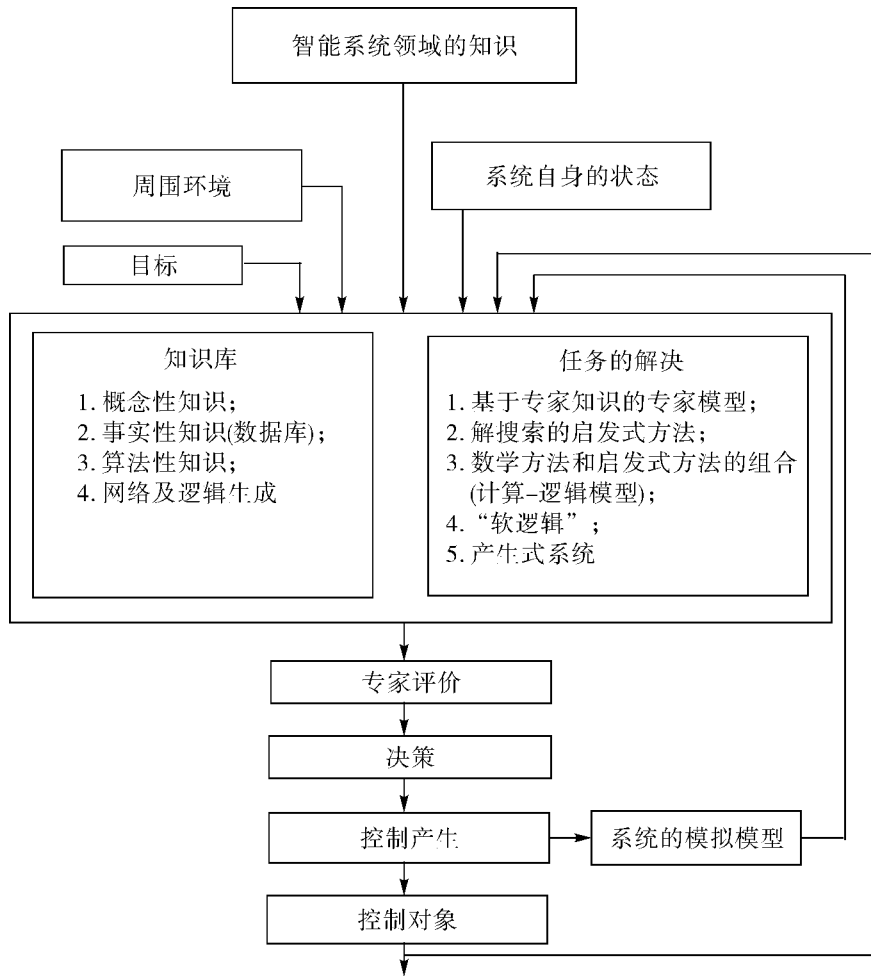 智能系统领域的知识
周围环境
系统自身的状态
目标
知识库
1. 概念性知识；
2. 事实性知识(数据库)；
3. 算法性知识；
4. 网络及逻辑生成
任务的解决
1. 基于专家知识的专家模型；
2. 解搜索的启发式方法；
3. 数学方法和启发式方法的组合
(计算–逻辑模型)；
4. “软逻辑”；
5. 产生式系统
专家评价
决策
控制产生
系统的模拟模型
控制对象